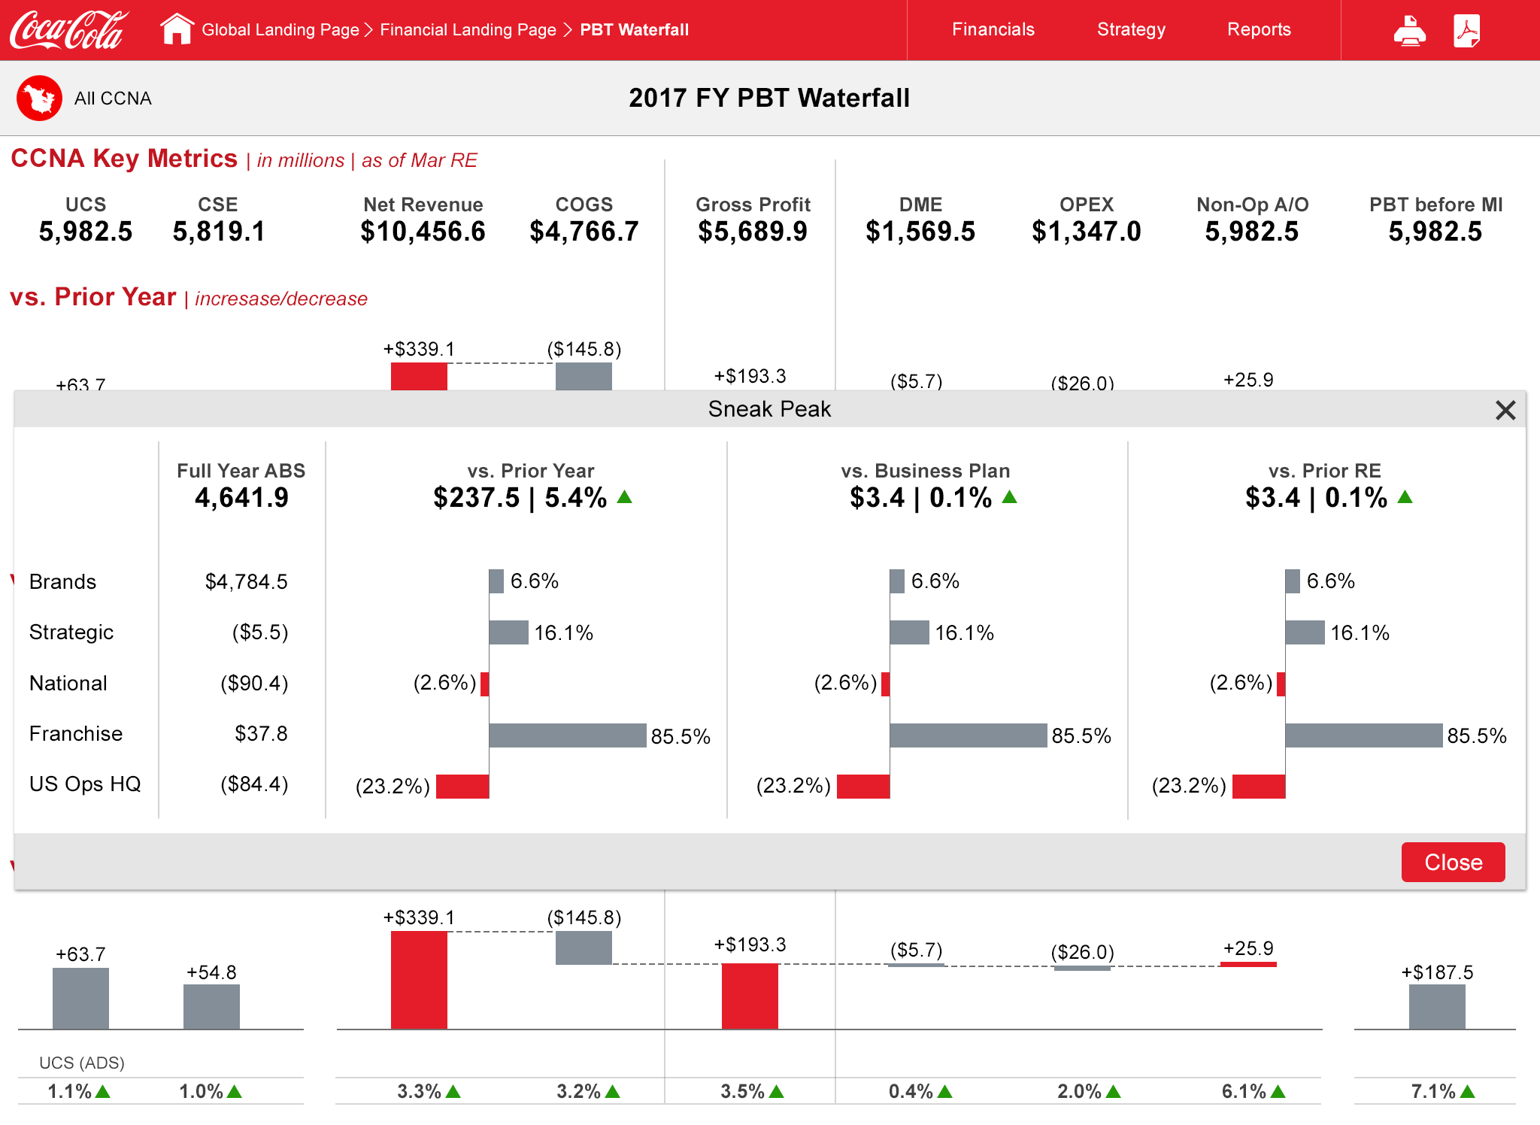 Coca-Cola
Global Landing Page > Financial Landing Page > PBT Waterfall
Financials
Strategy
Reports
All CCNA
2017 FY PBT Waterfall
CCNA Key Metrics | in millions | as of Mar RE
UCS CSE Net Revenue COGS Gross Profit DME OPEX Non-Op A/O PBT before MI
5,982.5 5,819.1 $10,456.6 $4,766.7 $5,689.9 $1,569.5 $1,347.0 5,982.5 5,982.5
vs. Prior Year | incresase/decrease
+$339.1 ($145.8)
+63.7 +$193.3 ($5.7) ($26.0) +25.9
Sneak Peak
Full Year ABS vs. Prior Year vs. Business Plan vs. Prior RE
4,641.9 $237.5 | 5.4% $3.4 | 0.1% $3.4 | 0.1%
Brands $4,784.5 6.6% 6.6% 6.6%
Strategic ($5.5) 16.1% 16.1% 16.1%
National ($90.4) (2.6%) (2.6%) (2.6%)
Franchise $37.8 85.5% 85.5% 85.5%
US Ops HQ ($84.4) (23.2%) (23.2%) (23.2%)
Close
+$339.1 ($145.8)
+63.7 +54.8 +$193.3 ($5.7) ($26.0) +25.9 +$187.5
UCS (ADS)
1.1% 1.0% 3.3% 3.2% 3.5% 0.4% 2.0% 6.1% 7.1%